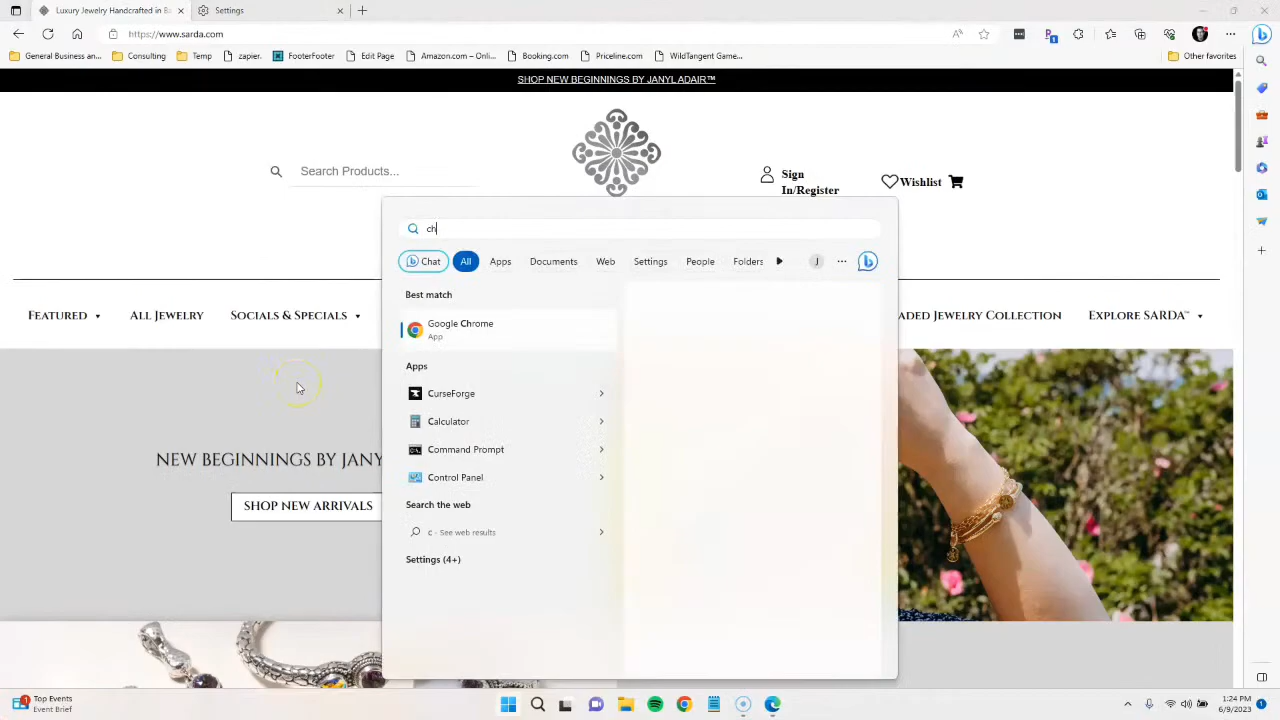 Luxury Jewelry Handcrafted in Ba
Settings
https://www.sarda.com
General Business an...
Consulting
Temp
zapier.
FooterFooter
Edit Page
Amazon.com – Onli...
Booking.com
Priceline.com
WildTangent Game...
Other favorites
SHOP NEW BEGINNINGS BY JANYL ADAIR™
Search Products...
Sign
In/Register
Wishlist
ch
Chat
All
Apps
Documents
Web
Settings
People
Folders
J
Best match
Google Chrome
App
Apps
CurseForge
Calculator
Command Prompt
Control Panel
Search the web
c - See web results
Settings (4+)
FEATURED
ALL JEWELRY
SOCIALS & SPECIALS
ADED JEWELRY COLLECTION
EXPLORE SARDA™
NEW BEGINNINGS BY JANY
SHOP NEW ARRIVALS
1
Top Events
Event Brief
1:24 PM
6/9/2023